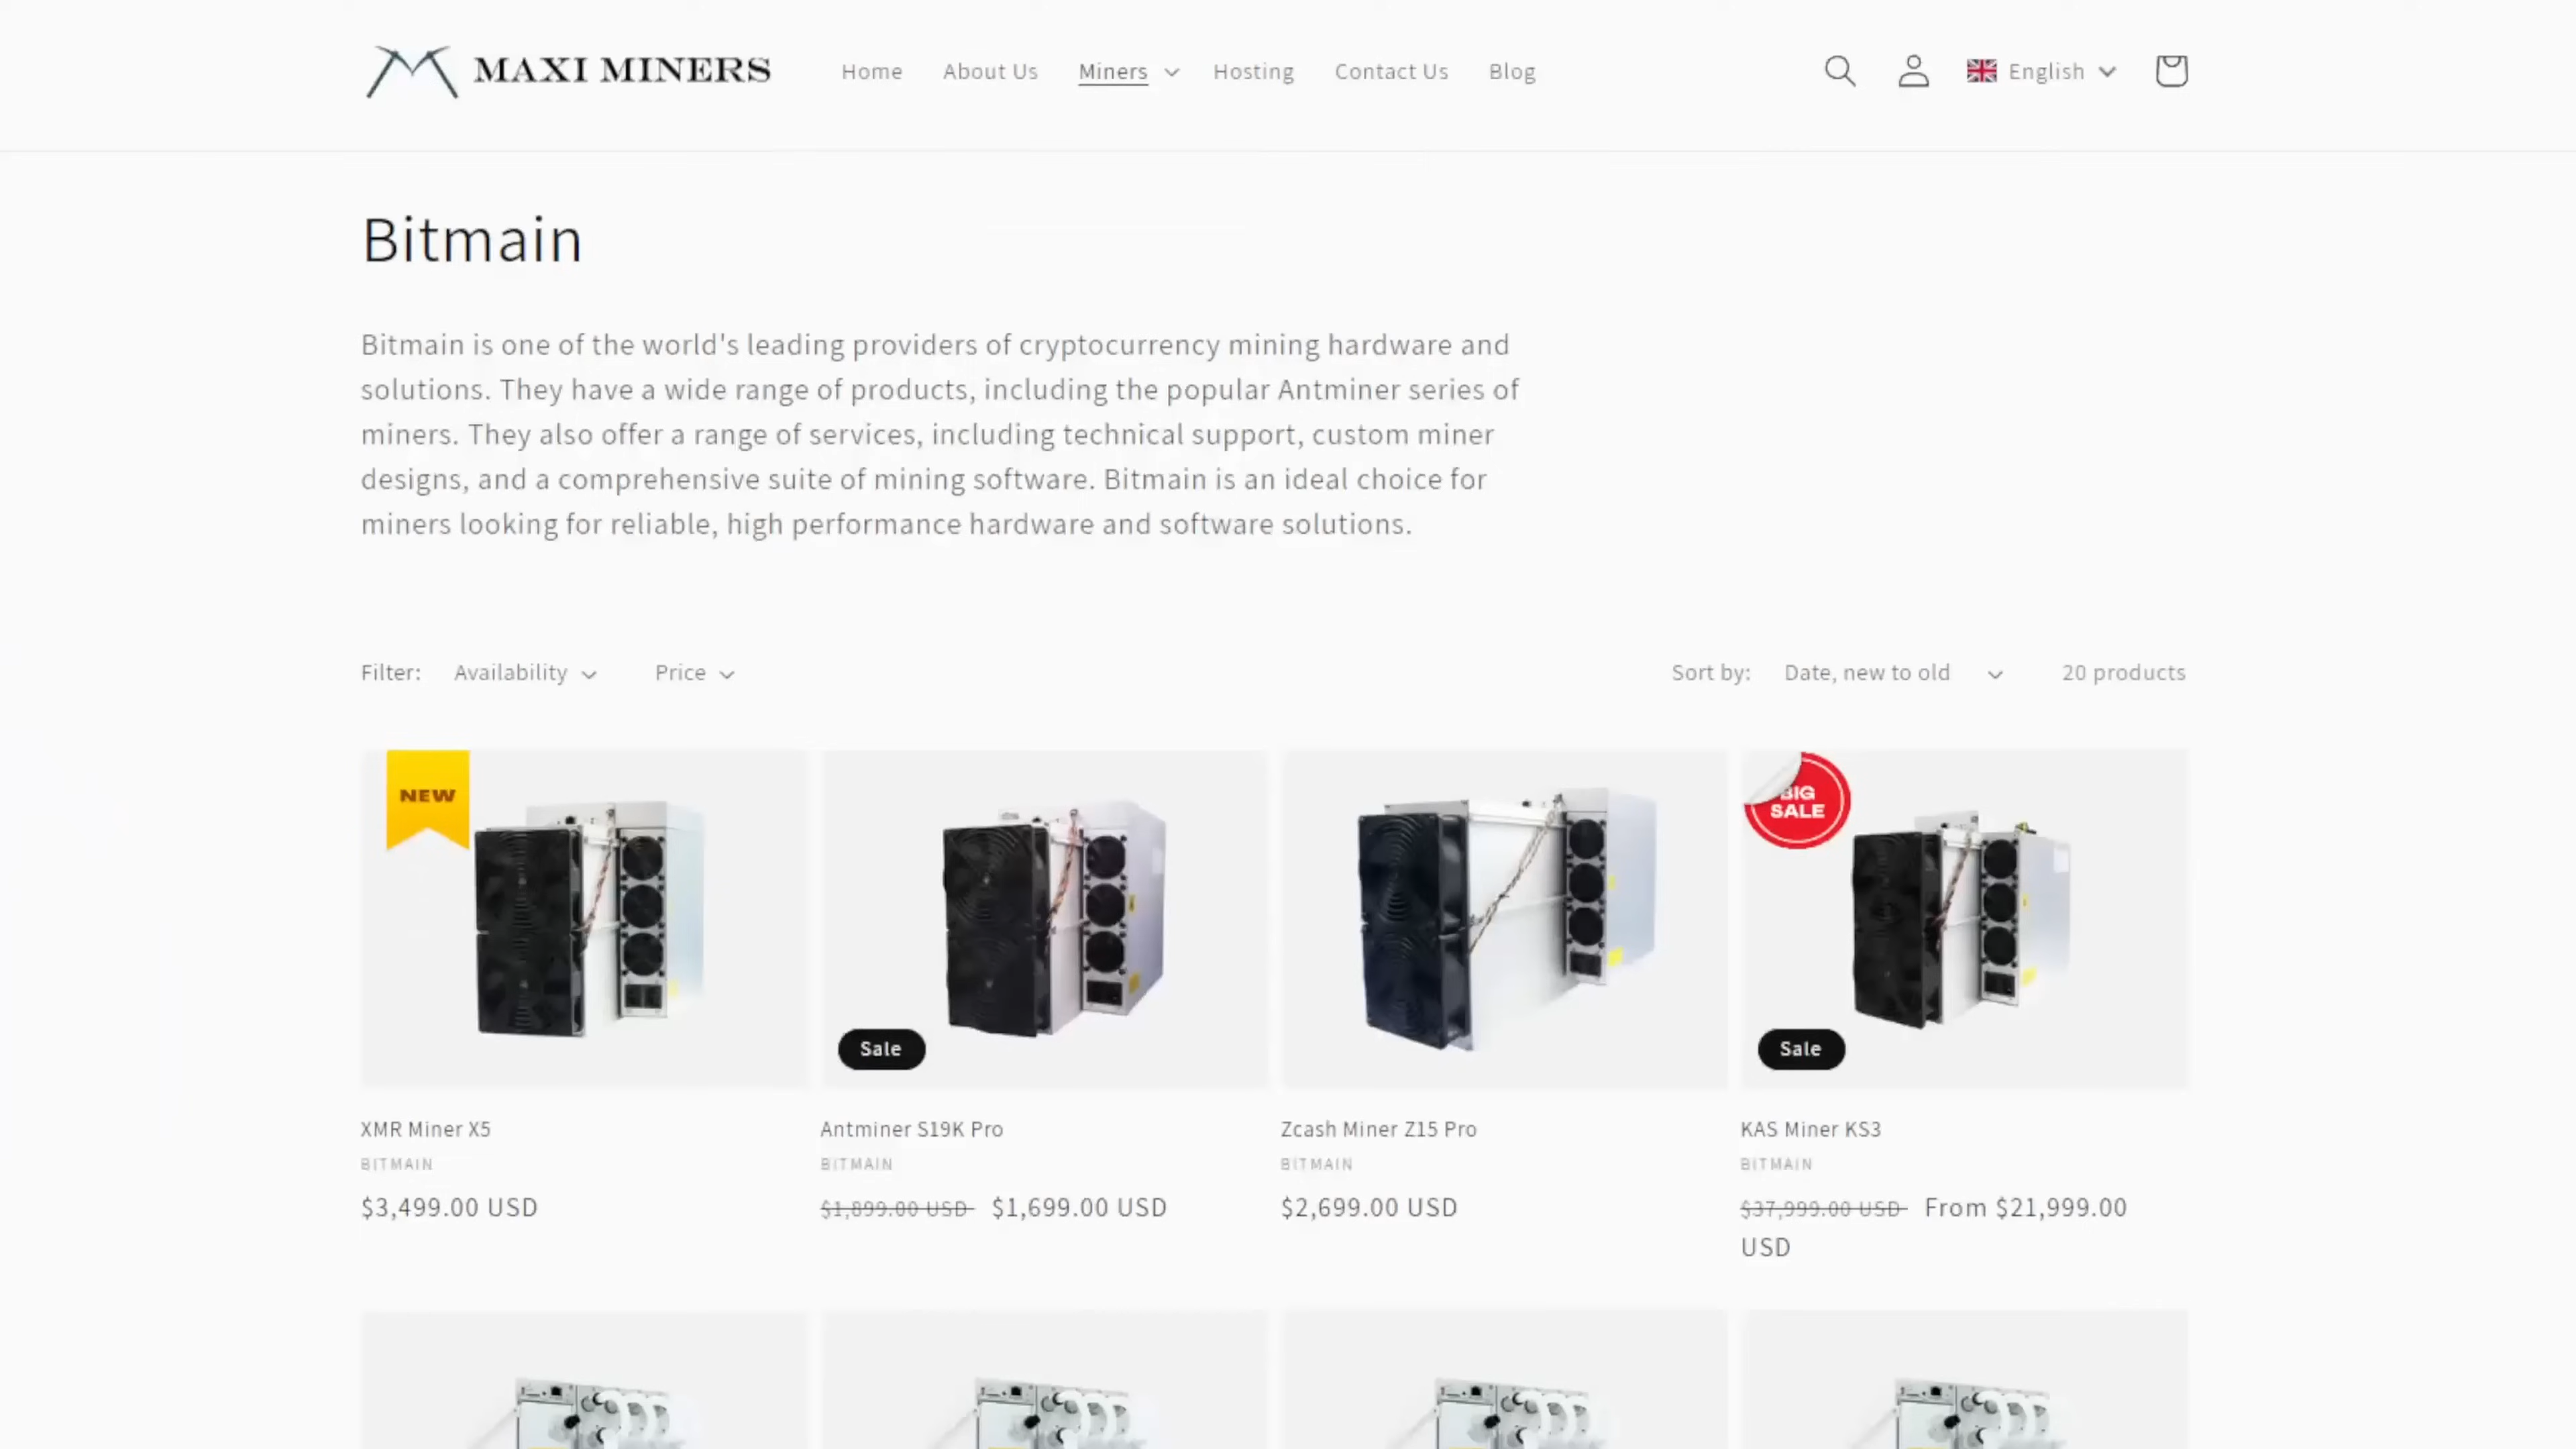 MAXI MINERS
Home About Us Miners Hosting Contact Us Blog English
Bitmain
Bitmain is one of the world's leading providers of cryptocurrency mining hardware and
solutions. They have a wide range of products, including the popular Antminer series of
miners. They also offer a range of services, including technical support, custom miner
designs, and a comprehensive suite of mining software. Bitmain is an ideal choice for
miners looking for reliable, high performance hardware and software solutions.
Filter: Availability Price Sort by: Date, new to old 20 products
NEW
BIG
SALE
Sale Sale
XMR Miner X5 Antminer S19K Pro Zcash Miner Z15 Pro KAS Miner KS3
BITMAIN BITMAIN BITMAIN BITMAIN
$3,499.00 USD $1,899.00 USD $1,699.00 USD $2,699.00 USD $37,999.00 USD From $21,999.00
USD